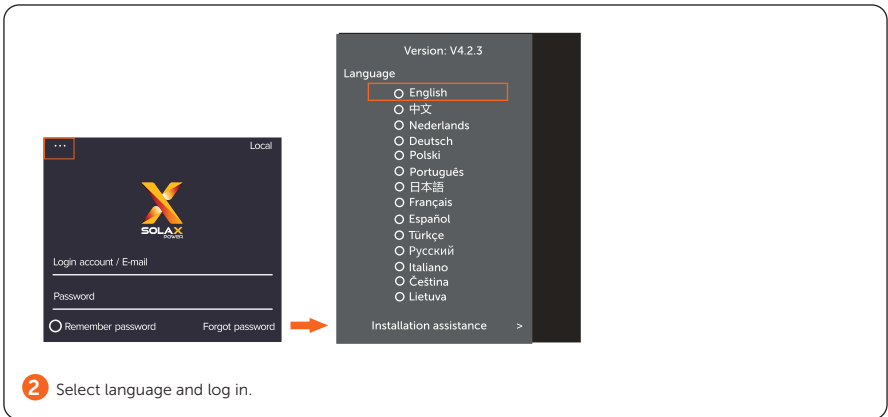 ...
Local
SOLAX
POWER
Login account / E-mail
Password
Remember password
Forgot password
Version: V4.2.3
Language
English
中文
Nederlands
Deutsch
Polski
Português
日本語
Français
Español
Türkçe
Русский
Italiano
Čeština
Lietuva
Installation assistance >
2 Select language and log in.